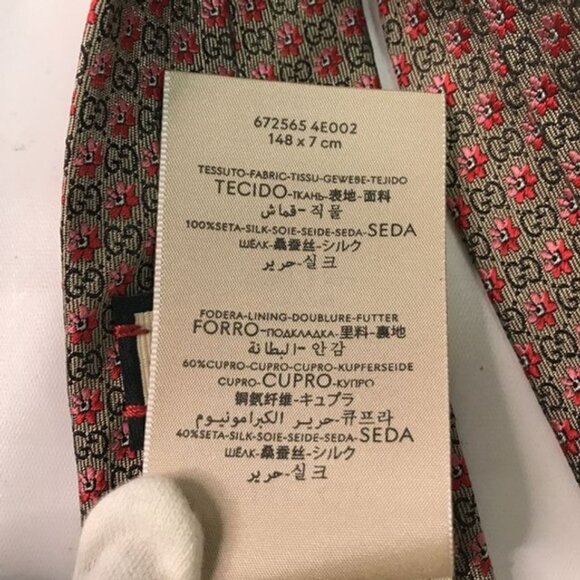 672565 4E002
148 x 7 cm
TESSUTO-FABRIC-TISSU-GEWEBE-TEJIDO
TECIDO-ТКАНЬ-表地-面料
قماش-직물
100%SETA-SILK-SOIE-SEIDE-SEDA-SEDA
ШЁЛК-桑蚕丝-シルク
حرير-실크
FODERA-LINING-DOUBLURE-FUTTER
FORRO-ПОДКЛАДКА-里料-裏地
البطانة-안감
60%CUPRO-CUPRO-CUPRO-KUPFERSEIDE
CUPRO-CUPRO-КУПРО
铜氨纤维-キュプラ
حرير الكبرامونيوم-큐프라
40%SETA-SILK-SOIE-SEIDE-SEDA-SEDA
ШЁЛК-桑蚕丝-シルク
حرير-실크